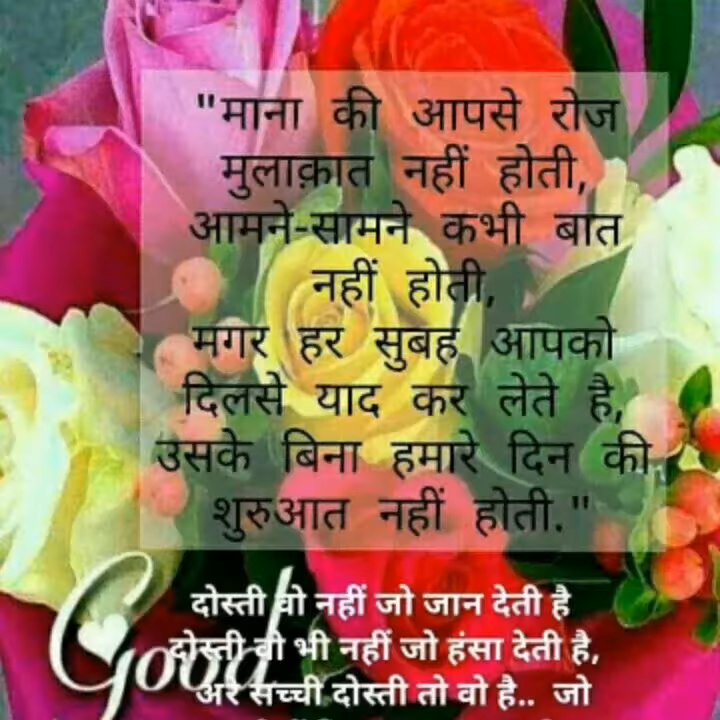 "माना की आपसे रोज
मुलाक़ात नहीं होती,
आमने-सामने कभी बात
नहीं होती,
मगर हर सुबह आपको
दिलसे याद कर लेते है,
उसके बिना हमारे दिन की
शुरुआत नहीं होती."
Good
दोस्ती वो नहीं जो जान देती है
दोस्ती वो भी नहीं जो हंसा देती है,
अरे सच्ची दोस्ती तो वो है.. जो